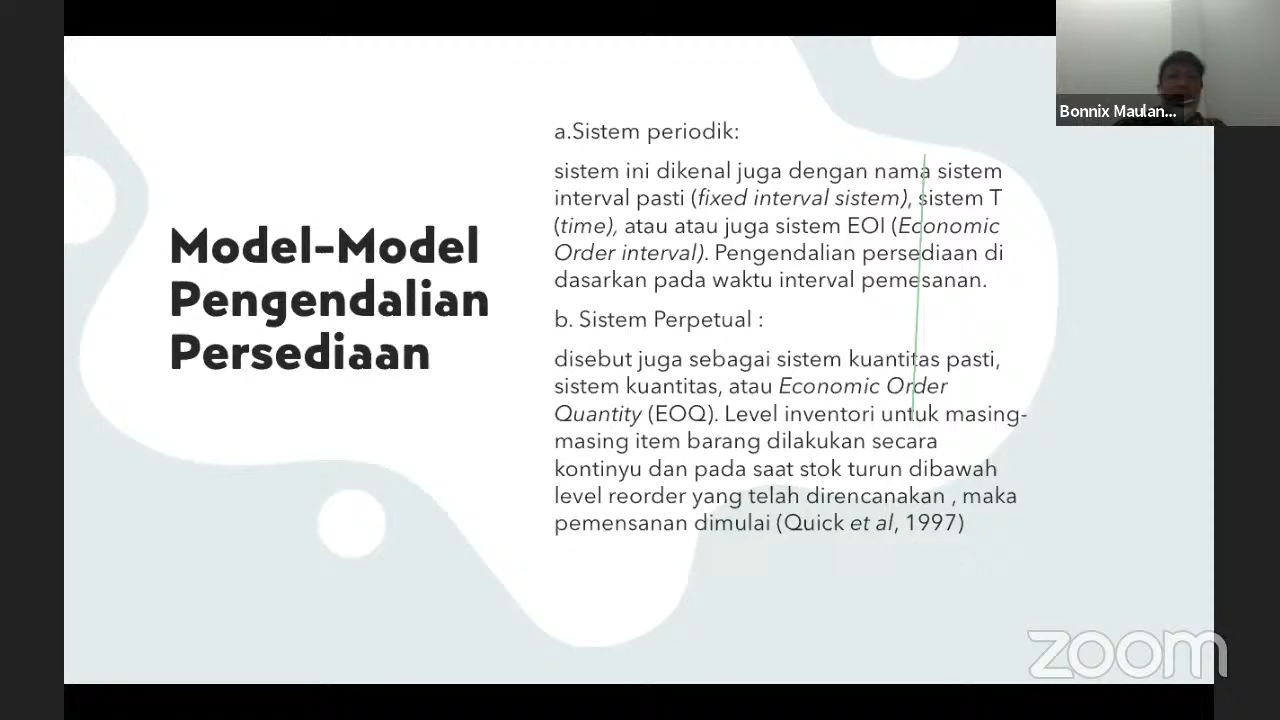 Bonnix Maulan...
Model-Model
Pengendalian
Persediaan
a.Sistem periodik:
sistem ini dikenal juga dengan nama sistem
interval pasti (fixed interval sistem), sistem T
(time), atau atau juga sistem EOI (Economic
Order interval). Pengendalian persediaan di
dasarkan pada waktu interval pemesanan.
b. Sistem Perpetual :
disebut juga sebagai sistem kuantitas pasti,
sistem kuantitas, atau Economic Order
Quantity (EOQ). Level inventori untuk masing-
masing item barang dilakukan secara
kontinyu dan pada saat stok turun dibawah
level reorder yang telah direncanakan , maka
pemensanan dimulai (Quick et al, 1997)
zoom